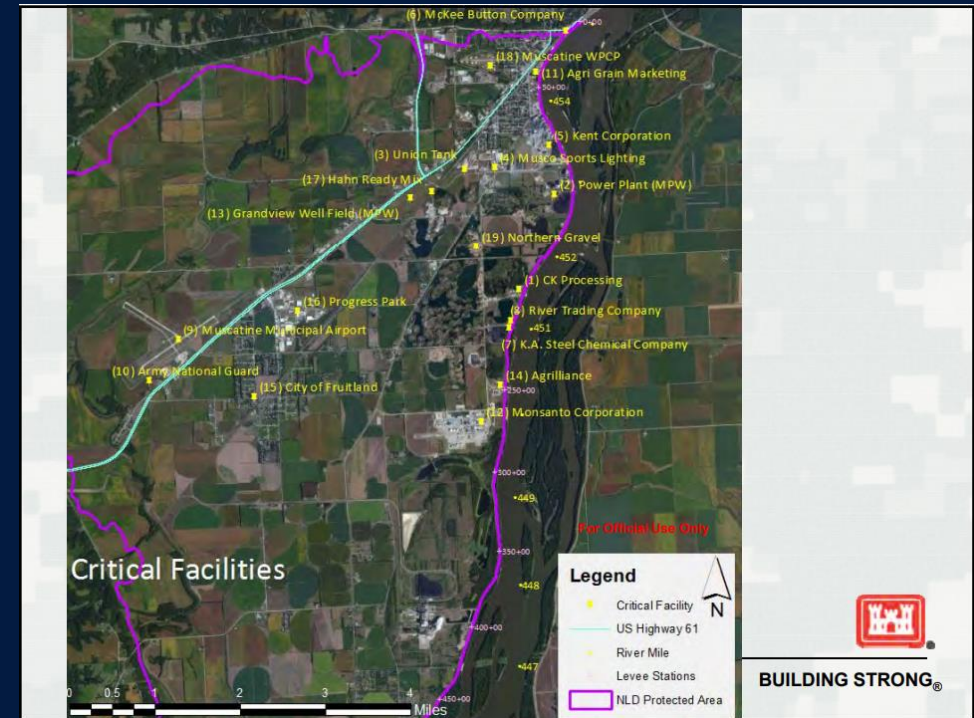 (6) McKee Button Company
0+00
(18) Muscatine WPCP
(11) Agri Grain Marketing
50+00
454
(5) Kent Corporation
(3) Union Tank
(4) Musco Sports Lighting
(17) Hahn Ready Mix
(2) Power Plant (MPW)
(13) Grandview Well Field (MPW)
(19) Northern Gravel
452
(1) CK Processing
(16) Progress Park
(8) River Trading Company
(9) Muscatine Municipal Airport
451
(7) K.A. Steel Chemical Company
(10) Army National Guard
(14) Agrilliance
(15) City of Fruitland
250+00
(12) Monsanto Corporation
300+00
449
For Official Use Only
350+00
Critical Facilities
448
400+00
447
450+00
Legend
N
Critical Facility
US Highway 61
River Mile
Levee Stations
NLD Protected Area
0 0.5 1 2 3 4
Miles
BUILDING STRONG®